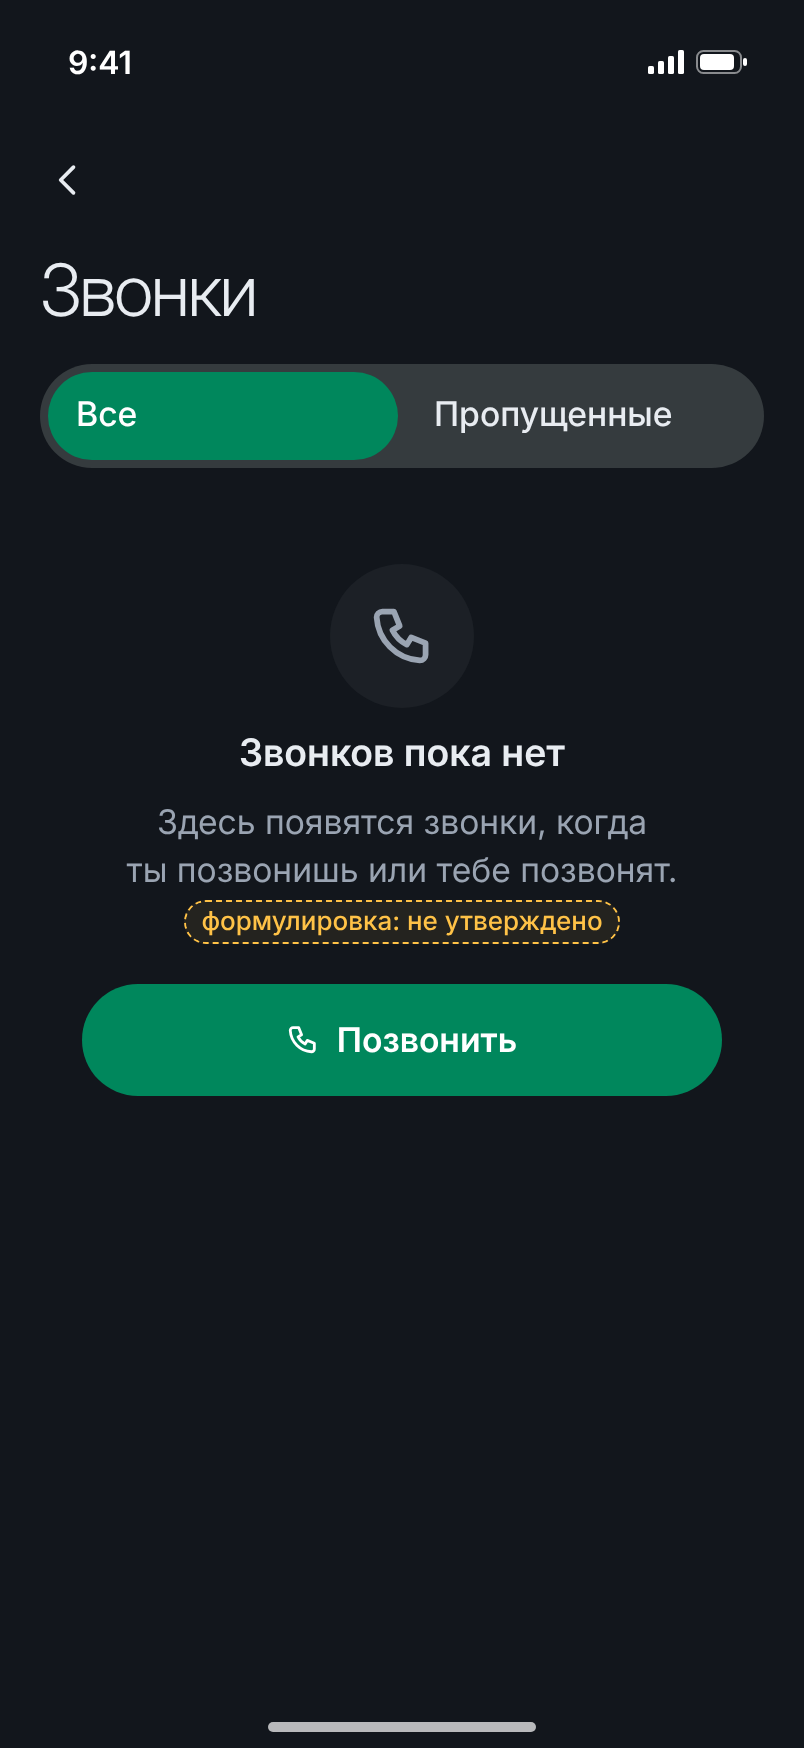 9:41
Звонки
Все
Пропущенные
Звонков пока нет
Здесь появятся звонки, когда
ты позвонишь или тебе позвонят.
формулировка: не утверждено
Позвонить